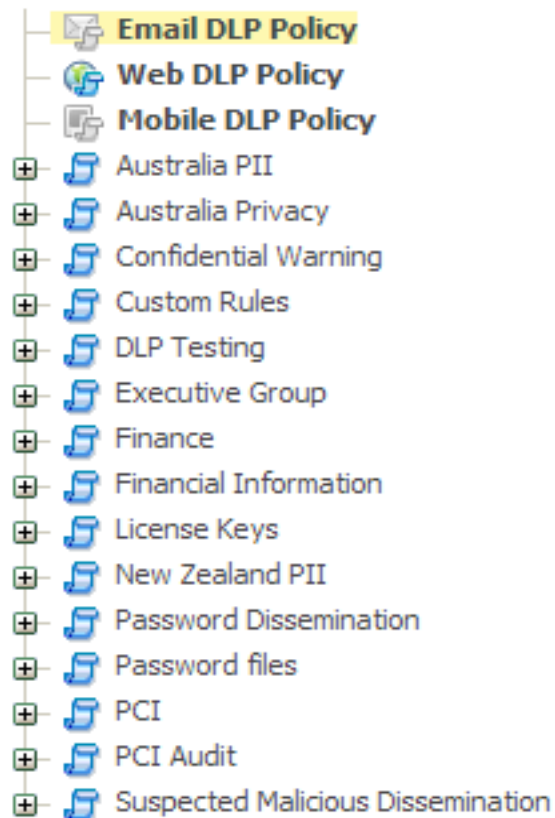 Email DLP Policy
Web DLP Policy
Mobile DLP Policy
Australia PII
Australia Privacy
Confidential Warning
Custom Rules
DLP Testing
Executive Group
Finance
Financial Information
License Keys
New Zealand PII
Password Dissemination
Password files
PCI
PCI Audit
Suspected Malicious Dissemination